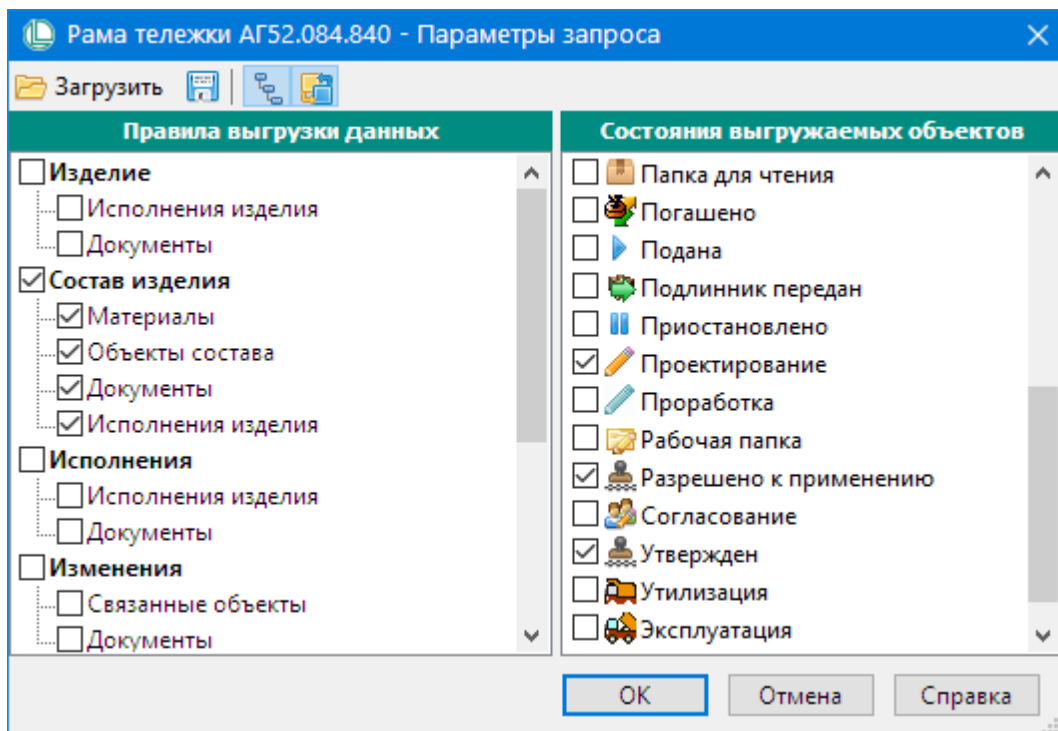 Рама тележки АГ52.084.840 - Параметры запроса
Загрузить
Правила выгрузки данных
Изделие
Исполнения изделия
Документы
Состав изделия
Материалы
Объекты состава
Документы
Исполнения изделия
Исполнения
Исполнения изделия
Документы
Изменения
Связанные объекты
Документы
Состояния выгружаемых объектов
Папка для чтения
Погашено
Подана
Подлинник передан
Приостановлено
Проектирование
Проработка
Рабочая папка
Разрешено к применению
Согласование
Утвержден
Утилизация
Эксплуатация
ОК
Отмена
Справка